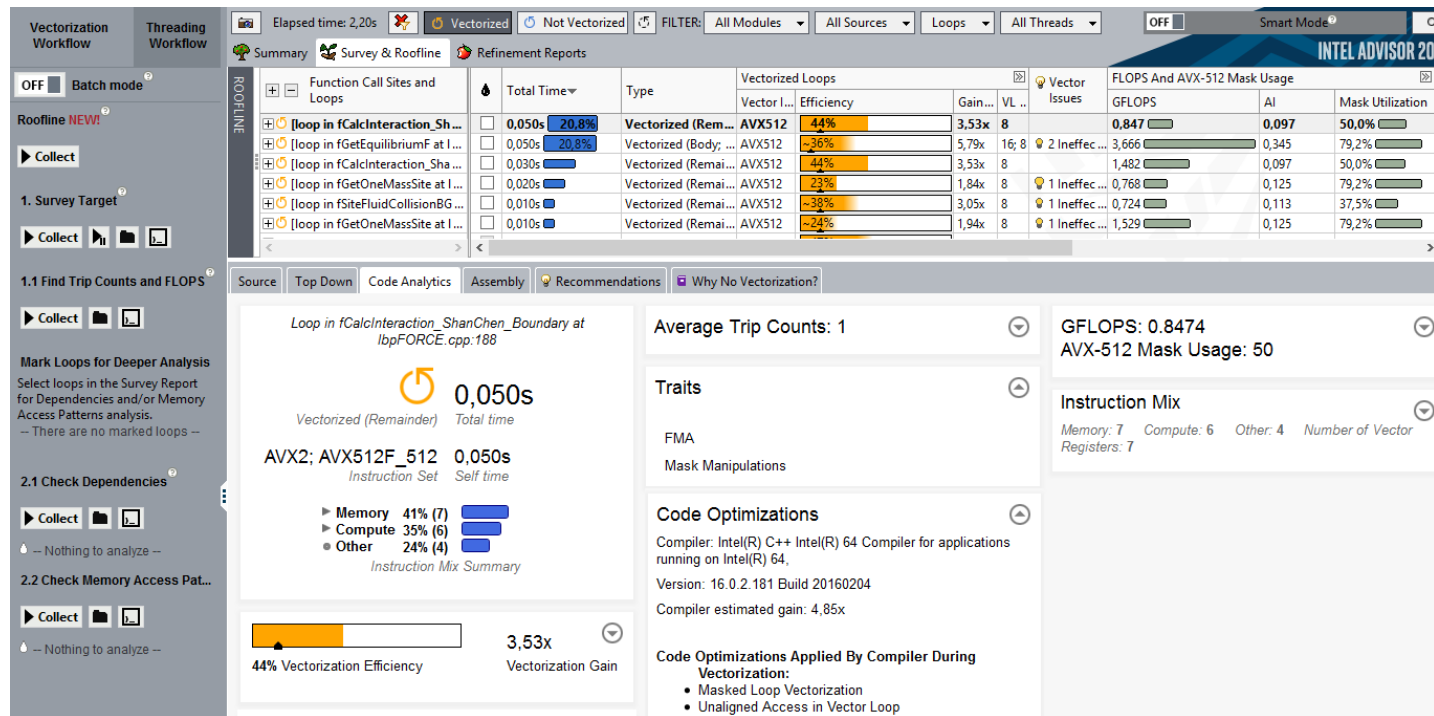 Vectorization Workflow
Threading Workflow
OFF Batch mode
Roofline NEW!
Collect
1. Survey Target
Collect
1.1 Find Trip Counts and FLOPS
Collect
Mark Loops for Deeper Analysis
Select loops in the Survey Report
for Dependencies and/or Memory
Access Patterns analysis.
-- There are no marked loops --
2.1 Check Dependencies
Collect
-- Nothing to analyze --
2.2 Check Memory Access Pat...
Collect
-- Nothing to analyze --
Elapsed time: 2,20s Vectorized Not Vectorized FILTER: All Modules All Sources Loops All Threads OFF Smart Mode
Summary Survey & Roofline Refinement Reports INTEL ADVISOR 20
ROOFLINE
Function Call Sites and Loops Total Time Type Vectorized Loops Vector Issues FLOPS And AVX-512 Mask Usage
Vector I... Efficiency Gain... VL .. GFLOPS AI Mask Utilization
[loop in fCalcInteraction_Sh... 0,050s 20,8% Vectorized (Rem... AVX512 44% 3,53x 8 0,847 0,097 50,0%
[loop in fGetEquilibriumF at l... 0,050s 20,8% Vectorized (Body; ... AVX512 ~36% 5,79x 16; 8 2 Ineffec ... 3,666 0,345 79,2%
[loop in fCalcInteraction_Sha... 0,030s Vectorized (Remai... AVX512 44% 3,53x 8 1,482 0,097 50,0%
[loop in fGetOneMassSite at l... 0,020s Vectorized (Remai... AVX512 23% 1,84x 8 1 Ineffec ... 0,768 0,125 79,2%
[loop in fSiteFluidCollisionBG... 0,010s Vectorized (Remai... AVX512 ~38% 3,05x 8 1 Ineffec ... 0,724 0,113 37,5%
[loop in fGetOneMassSite at l... 0,010s Vectorized (Remai... AVX512 ~24% 1,94x 8 1 Ineffec ... 1,529 0,125 79,2%
Source Top Down Code Analytics Assembly Recommendations Why No Vectorization?
Loop in fCalcInteraction_ShanChen_Boundary at
lbpFORCE.cpp:188
0,050s
Vectorized (Remainder) Total time
AVX2; AVX512F_512 0,050s
Instruction Set Self time
Memory 41% (7)
Compute 35% (6)
Other 24% (4)
Instruction Mix Summary
3,53x
44% Vectorization Efficiency Vectorization Gain
Average Trip Counts: 1
Traits
FMA
Mask Manipulations
Code Optimizations
Compiler: Intel(R) C++ Intel(R) 64 Compiler for applications
running on Intel(R) 64,
Version: 16.0.2.181 Build 20160204
Compiler estimated gain: 4,85x
Code Optimizations Applied By Compiler During
Vectorization:
• Masked Loop Vectorization
• Unaligned Access in Vector Loop
GFLOPS: 0.8474
AVX-512 Mask Usage: 50
Instruction Mix
Memory: 7 Compute: 6 Other: 4 Number of Vector
Registers: 7